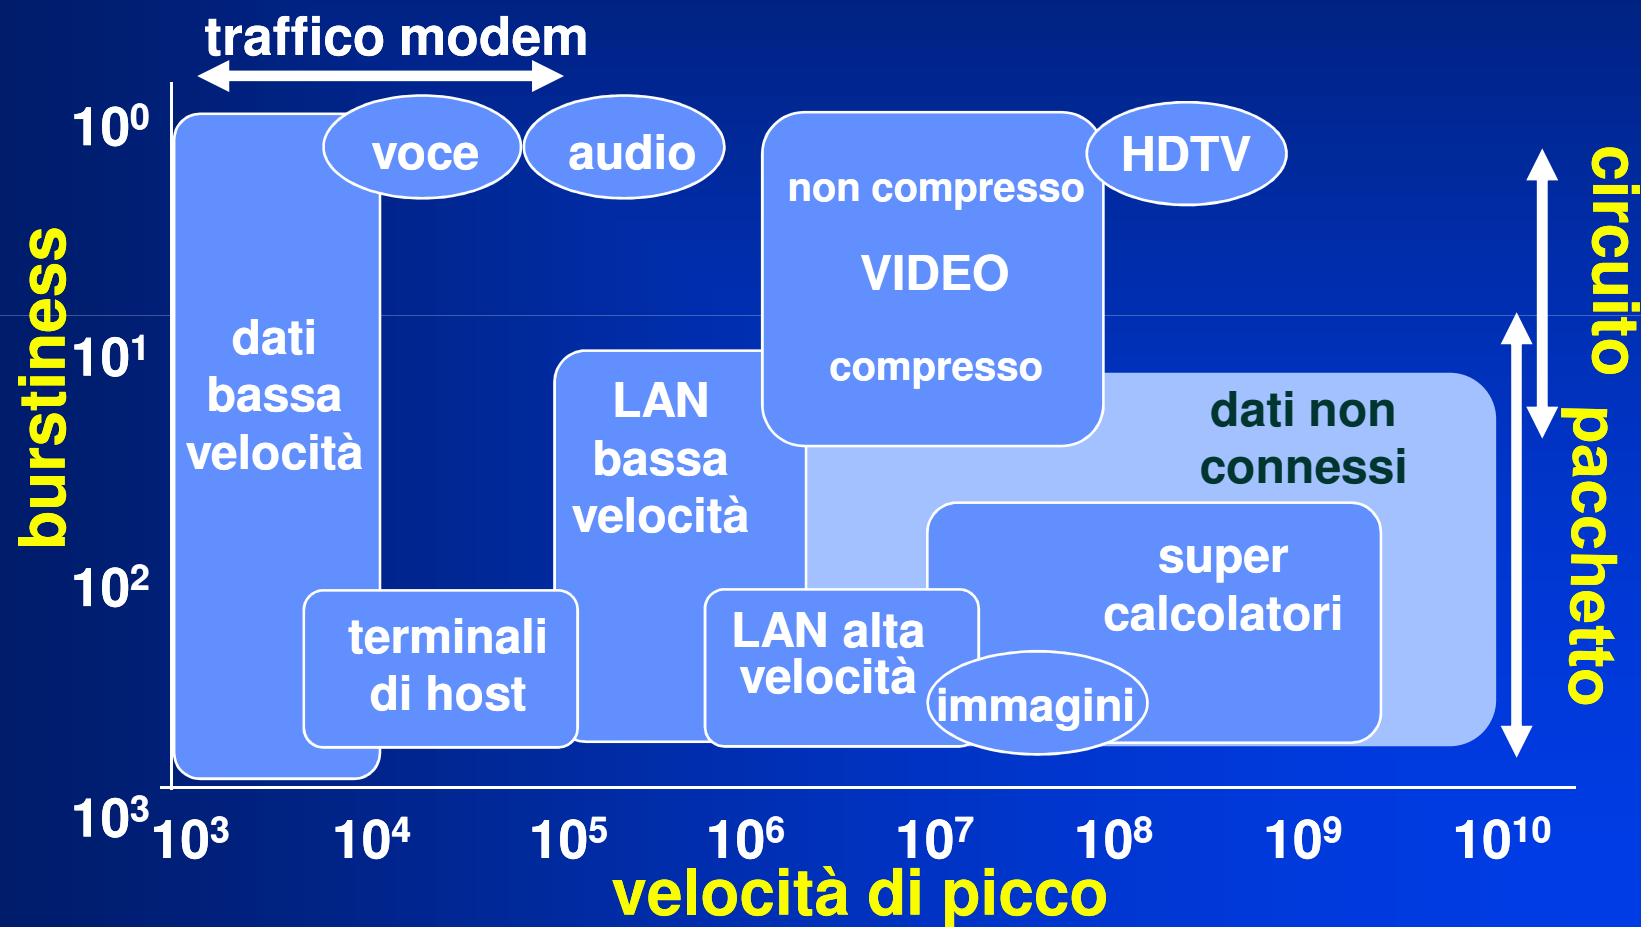 traffico modem
10⁰
voce
audio
HDTV
non compresso
VIDEO
compresso
circuito
burstiness
10¹
dati
bassa
velocità
LAN
bassa
velocità
dati non
connessi
pacchetto
10²
terminali
di host
LAN alta
velocità
super
calcolatori
immagini
10³
10³
10⁴
10⁵
10⁶
10⁷
10⁸
10⁹
10¹⁰
velocità di picco